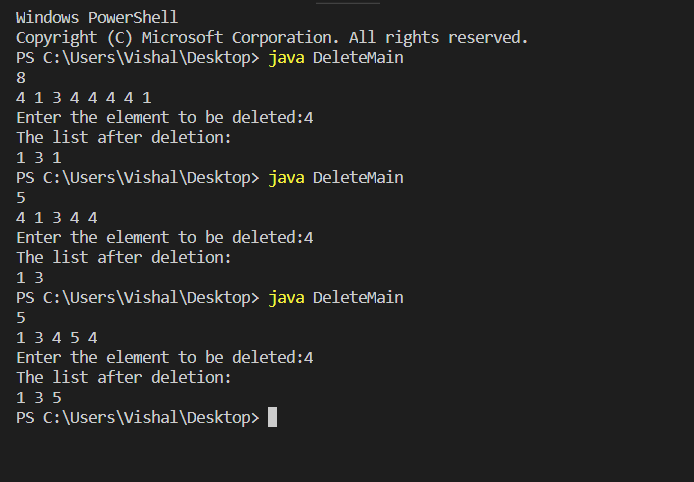 Windows PowerShell
Copyright (C) Microsoft Corporation. All rights reserved.
PS C:\Users\Vishal\Desktop> java DeleteMain
8
4 1 3 4 4 4 4 1
Enter the element to be deleted:4
The list after deletion:
1 3 1
PS C:\Users\Vishal\Desktop> java DeleteMain
5
4 1 3 4 4
Enter the element to be deleted:4
The list after deletion:
1 3
PS C:\Users\Vishal\Desktop> java DeleteMain
5
1 3 4 5 4
Enter the element to be deleted:4
The list after deletion:
1 3 5
PS C:\Users\Vishal\Desktop>